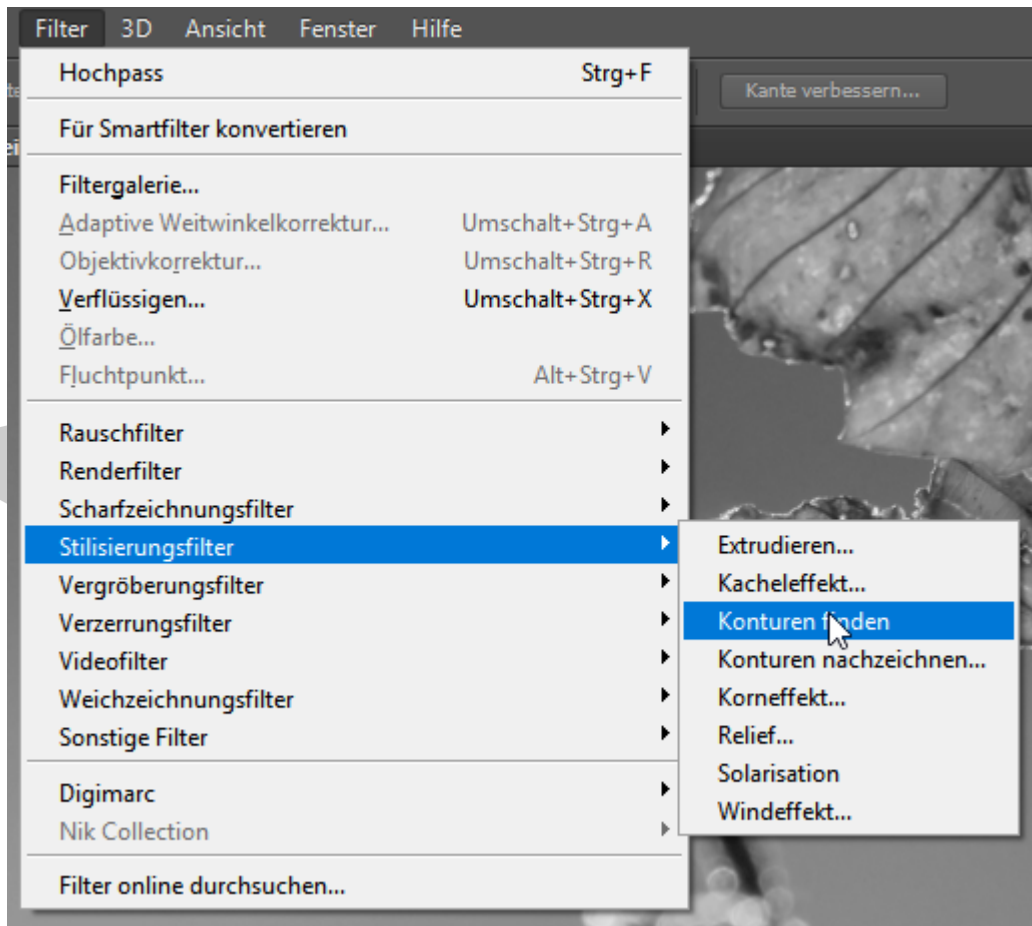 Filter 3D Ansicht Fenster Hilfe
Hochpass Strg+F
Kante verbessern...
Für Smartfilter konvertieren
Filtergalerie...
Adaptive Weitwinkelkorrektur... Umschalt+Strg+A
Objektivkorrektur... Umschalt+Strg+R
Verflüssigen... Umschalt+Strg+X
Ölfarbe...
Fluchtpunkt... Alt+Strg+V
Rauschfilter
Renderfilter
Scharfzeichnungsfilter
Stilisierungsfilter
Vergröberungsfilter
Verzerrungsfilter
Videofilter
Weichzeichnungsfilter
Sonstige Filter
Digimarc
Nik Collection
Filter online durchsuchen...
Extrudieren...
Kacheleffekt...
Konturen finden
Konturen nachzeichnen...
Korneffekt...
Relief...
Solarisation
Windeffekt...